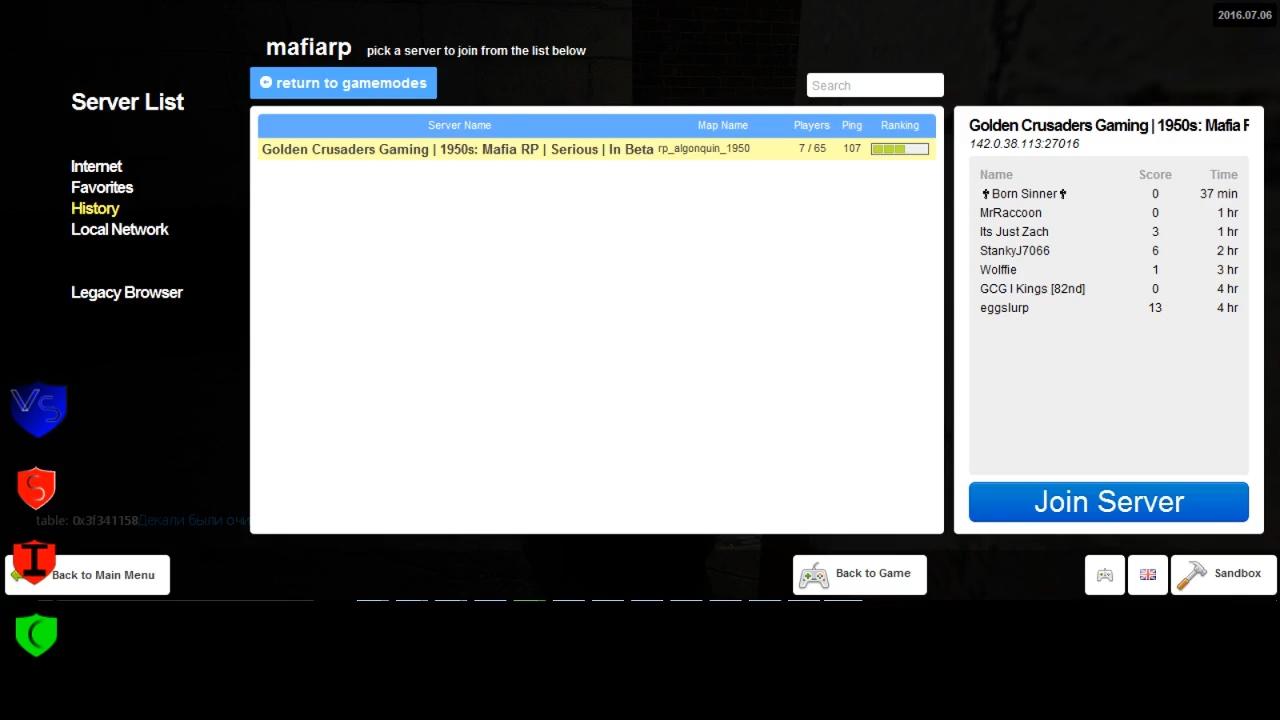 2016.07.06
mafiarp pick a server to join from the list below
return to gamemodes
Search
Server List
Internet
Favorites
History
Local Network
Legacy Browser
Server Name Map Name Players Ping Ranking
Golden Crusaders Gaming | 1950s: Mafia RP | Serious | In Beta rp_algonquin_1950 7 / 65 107
Golden Crusaders Gaming | 1950s: Mafia R
142.0.38.113:27016
Name Score Time
✝Born Sinner✝ 0 37 min
MrRaccoon 0 1 hr
Its Just Zach 3 1 hr
StankyJ7066 6 2 hr
Wolffie 1 3 hr
GCG I Kings [82nd] 0 4 hr
eggslurp 13 4 hr
Join Server
VS
S
table: 0x3f341158Декали были очи
I
Back to Main Menu
Back to Game
Sandbox
C